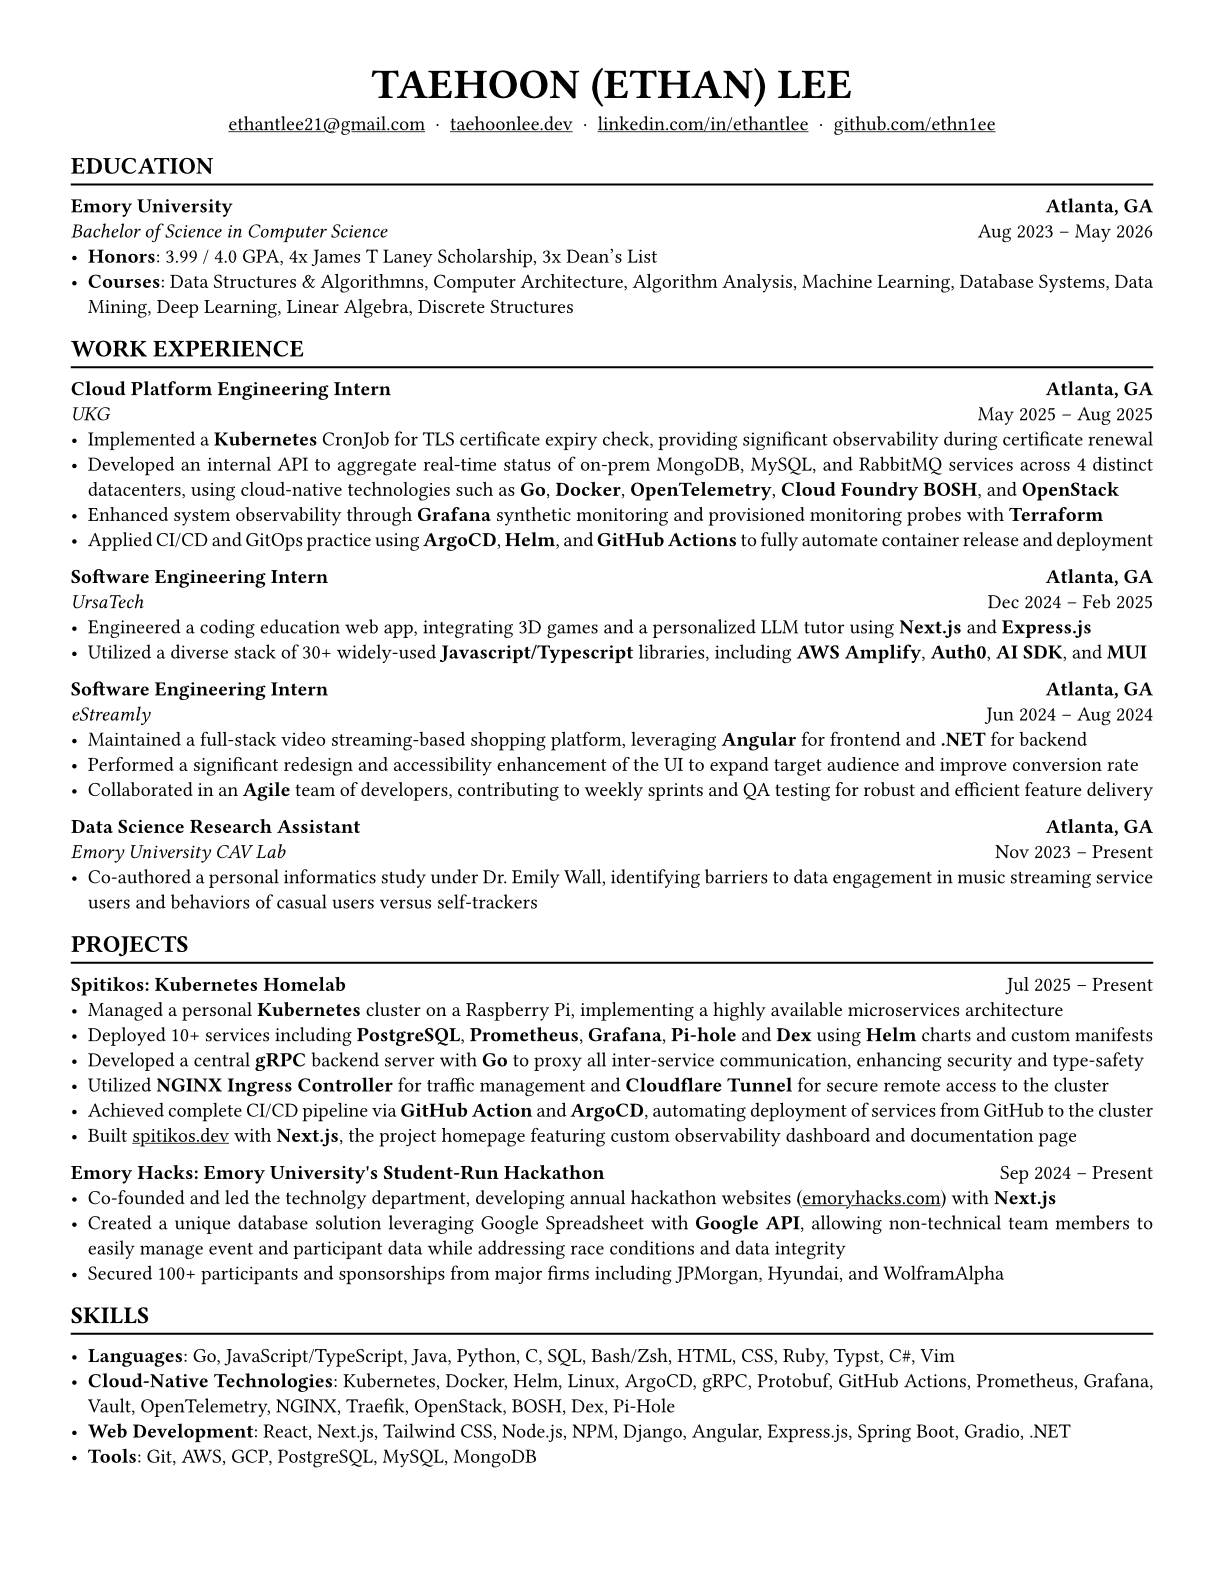 TAEHOON (ETHAN) LEE
ethantlee21@gmail.com · taehoonlee.dev · linkedin.com/in/ethantlee · github.com/ethn1ee
EDUCATION
Emory University Atlanta, GA
Bachelor of Science in Computer Science Aug 2023 – May 2026
• Honors: 3.99 / 4.0 GPA, 4x James T Laney Scholarship, 3x Dean's List
• Courses: Data Structures & Algorithmns, Computer Architecture, Algorithm Analysis, Machine Learning, Database Systems, Data
Mining, Deep Learning, Linear Algebra, Discrete Structures
WORK EXPERIENCE
Cloud Platform Engineering Intern Atlanta, GA
UKG May 2025 – Aug 2025
• Implemented a Kubernetes CronJob for TLS certificate expiry check, providing significant observability during certificate renewal
• Developed an internal API to aggregate real-time status of on-prem MongoDB, MySQL, and RabbitMQ services across 4 distinct
datacenters, using cloud-native technologies such as Go, Docker, OpenTelemetry, Cloud Foundry BOSH, and OpenStack
• Enhanced system observability through Grafana synthetic monitoring and provisioned monitoring probes with Terraform
• Applied CI/CD and GitOps practice using ArgoCD, Helm, and GitHub Actions to fully automate container release and deployment
Software Engineering Intern Atlanta, GA
UrsaTech Dec 2024 – Feb 2025
• Engineered a coding education web app, integrating 3D games and a personalized LLM tutor using Next.js and Express.js
• Utilized a diverse stack of 30+ widely-used Javascript/Typescript libraries, including AWS Amplify, Auth0, AI SDK, and MUI
Software Engineering Intern Atlanta, GA
eStreamly Jun 2024 – Aug 2024
• Maintained a full-stack video streaming-based shopping platform, leveraging Angular for frontend and .NET for backend
• Performed a significant redesign and accessibility enhancement of the UI to expand target audience and improve conversion rate
• Collaborated in an Agile team of developers, contributing to weekly sprints and QA testing for robust and efficient feature delivery
Data Science Research Assistant Atlanta, GA
Emory University CAV Lab Nov 2023 – Present
• Co-authored a personal informatics study under Dr. Emily Wall, identifying barriers to data engagement in music streaming service
users and behaviors of casual users versus self-trackers
PROJECTS
Spitikos: Kubernetes Homelab Jul 2025 – Present
• Managed a personal Kubernetes cluster on a Raspberry Pi, implementing a highly available microservices architecture
• Deployed 10+ services including PostgreSQL, Prometheus, Grafana, Pi-hole and Dex using Helm charts and custom manifests
• Developed a central gRPC backend server with Go to proxy all inter-service communication, enhancing security and type-safety
• Utilized NGINX Ingress Controller for traffic management and Cloudflare Tunnel for secure remote access to the cluster
• Achieved complete CI/CD pipeline via GitHub Action and ArgoCD, automating deployment of services from GitHub to the cluster
• Built spitikos.dev with Next.js, the project homepage featuring custom observability dashboard and documentation page
Emory Hacks: Emory University's Student-Run Hackathon Sep 2024 – Present
• Co-founded and led the technolgy department, developing annual hackathon websites (emoryhacks.com) with Next.js
• Created a unique database solution leveraging Google Spreadsheet with Google API, allowing non-technical team members to
easily manage event and participant data while addressing race conditions and data integrity
• Secured 100+ participants and sponsorships from major firms including JPMorgan, Hyundai, and WolframAlpha
SKILLS
• Languages: Go, JavaScript/TypeScript, Java, Python, C, SQL, Bash/Zsh, HTML, CSS, Ruby, Typst, C#, Vim
• Cloud-Native Technologies: Kubernetes, Docker, Helm, Linux, ArgoCD, gRPC, Protobuf, GitHub Actions, Prometheus, Grafana,
Vault, OpenTelemetry, NGINX, Traefik, OpenStack, BOSH, Dex, Pi-Hole
• Web Development: React, Next.js, Tailwind CSS, Node.js, NPM, Django, Angular, Express.js, Spring Boot, Gradio, .NET
• Tools: Git, AWS, GCP, PostgreSQL, MySQL, MongoDB